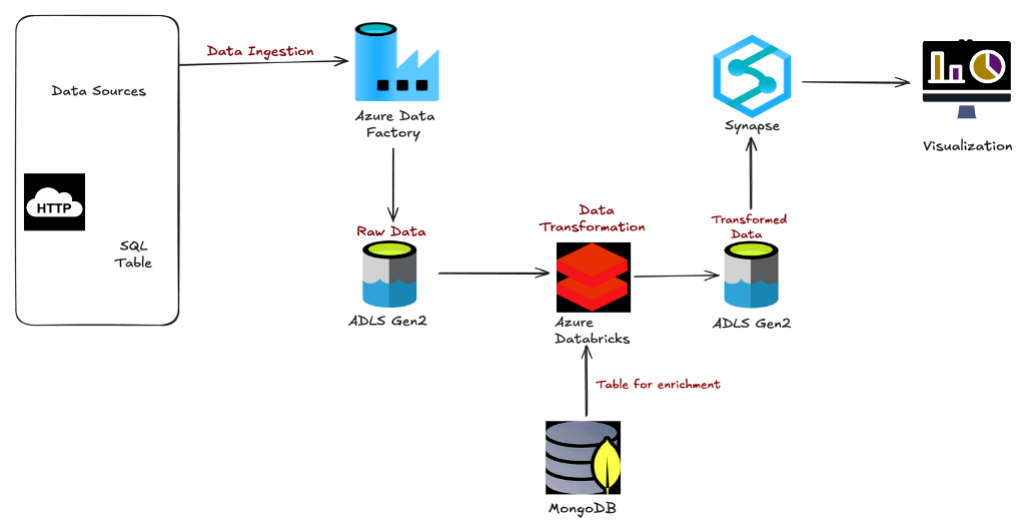 Data Sources
HTTP
SQL
Table
Data Ingestion
Azure Data
Factory
Raw Data
ADLS Gen2
Data
Transformation
Azure
Databricks
Table for enrichment
MongoDB
Transformed
Data
ADLS Gen2
Synapse
Visualization